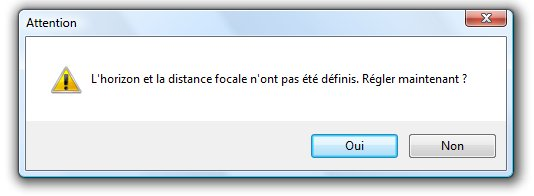 Attention
L'horizon et la distance focale n'ont pas été définis. Régler maintenant ?
Oui
Non